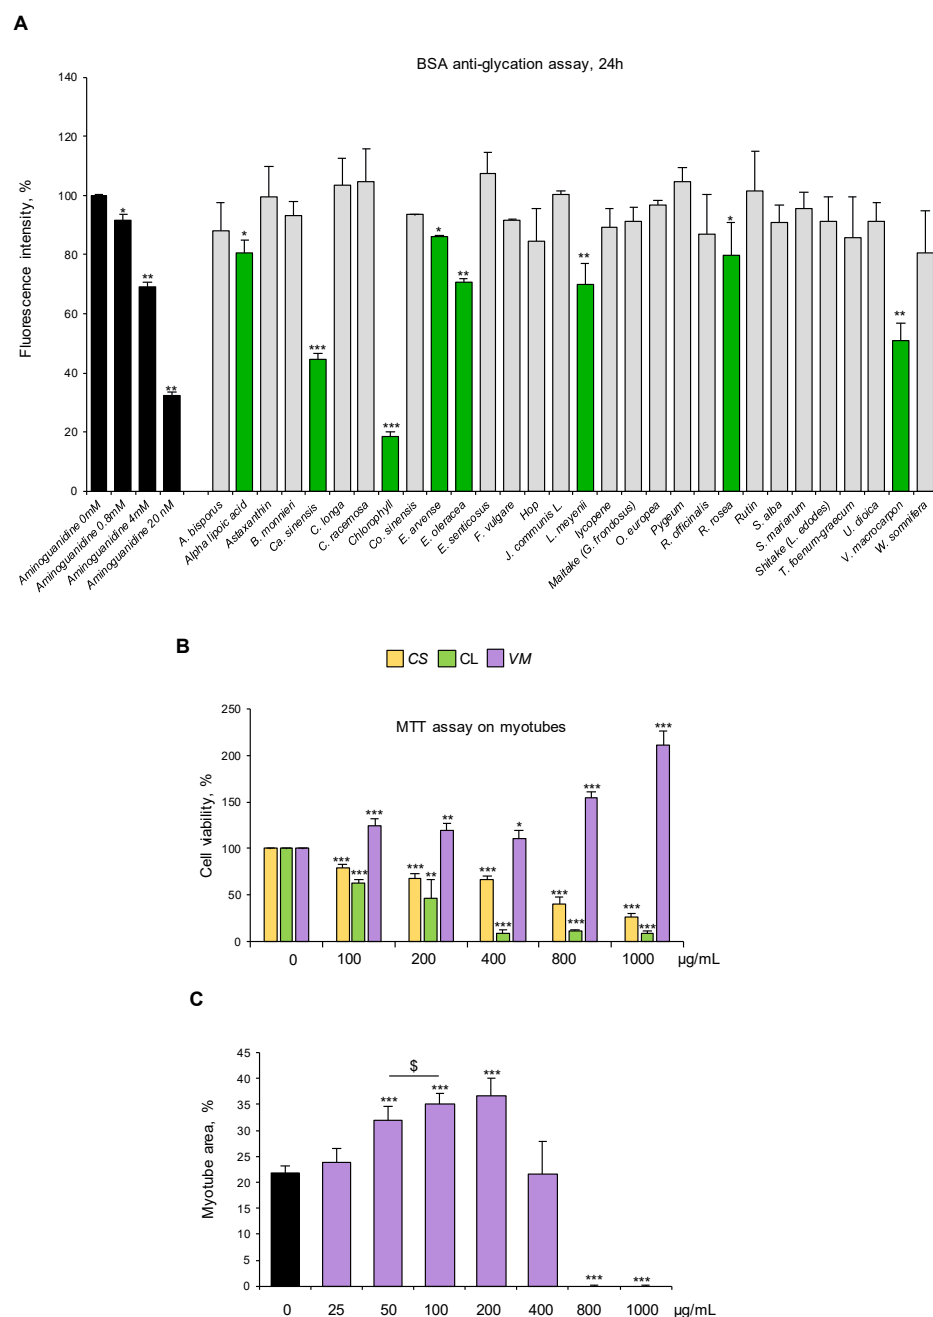 A
BSA anti-glycation assay, 24h
Fluorescence intensity, %
140
120
100
80
60
40
20
0
*
**
**
*
***
***
*
**
**
*
**
Aminoguanidine 0mM
Aminoguanidine 0.8mM
Aminoguanidine 4mM
Aminoguanidine 20 nM
A. bisporus
Alpha lipoic acid
Astaxanthin
B. monnieri
Ca. sinensis
C. longa
C. racemosa
Chlorophyll
Co. sinensis
E. arvense
E. oleracea
E. senticosus
F. vulgare
Hop
J. communis L.
L. meyenii
lycopene
Maitake (G. frondosus)
O. europea
Pygeum
R. officinalis
R. rosea
Rutin
S. alba
S. marianum
Shitake (L. edodes)
T. foenum-graecum
U. dioica
V. macrocarpon
W. somnifera
B
CS CL VM
MTT assay on myotubes
Cell viability, %
250
200
150
100
50
0
*** *** ***
*** ** **
*** *** *
*** *** ***
*** *** ***
0 100 200 400 800 1000 µg/mL
C
Myotube area, %
45
40
35
30
25
20
15
10
5
0
$
*** *** *** *** ***
0 25 50 100 200 400 800 1000 µg/mL